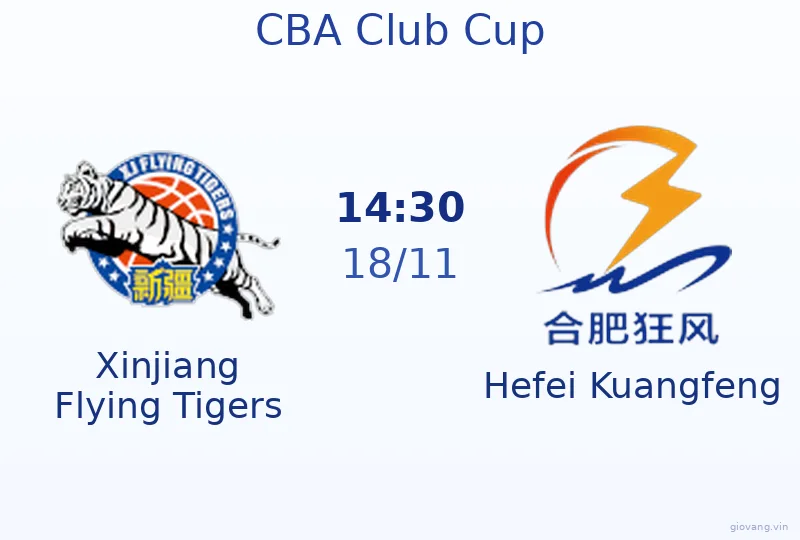 CBA Club Cup
XJ FLYING TIGERS
新疆
14:30
18/11
合肥狂风
Xinjiang
Flying Tigers
Hefei Kuangfeng
giovang.vin